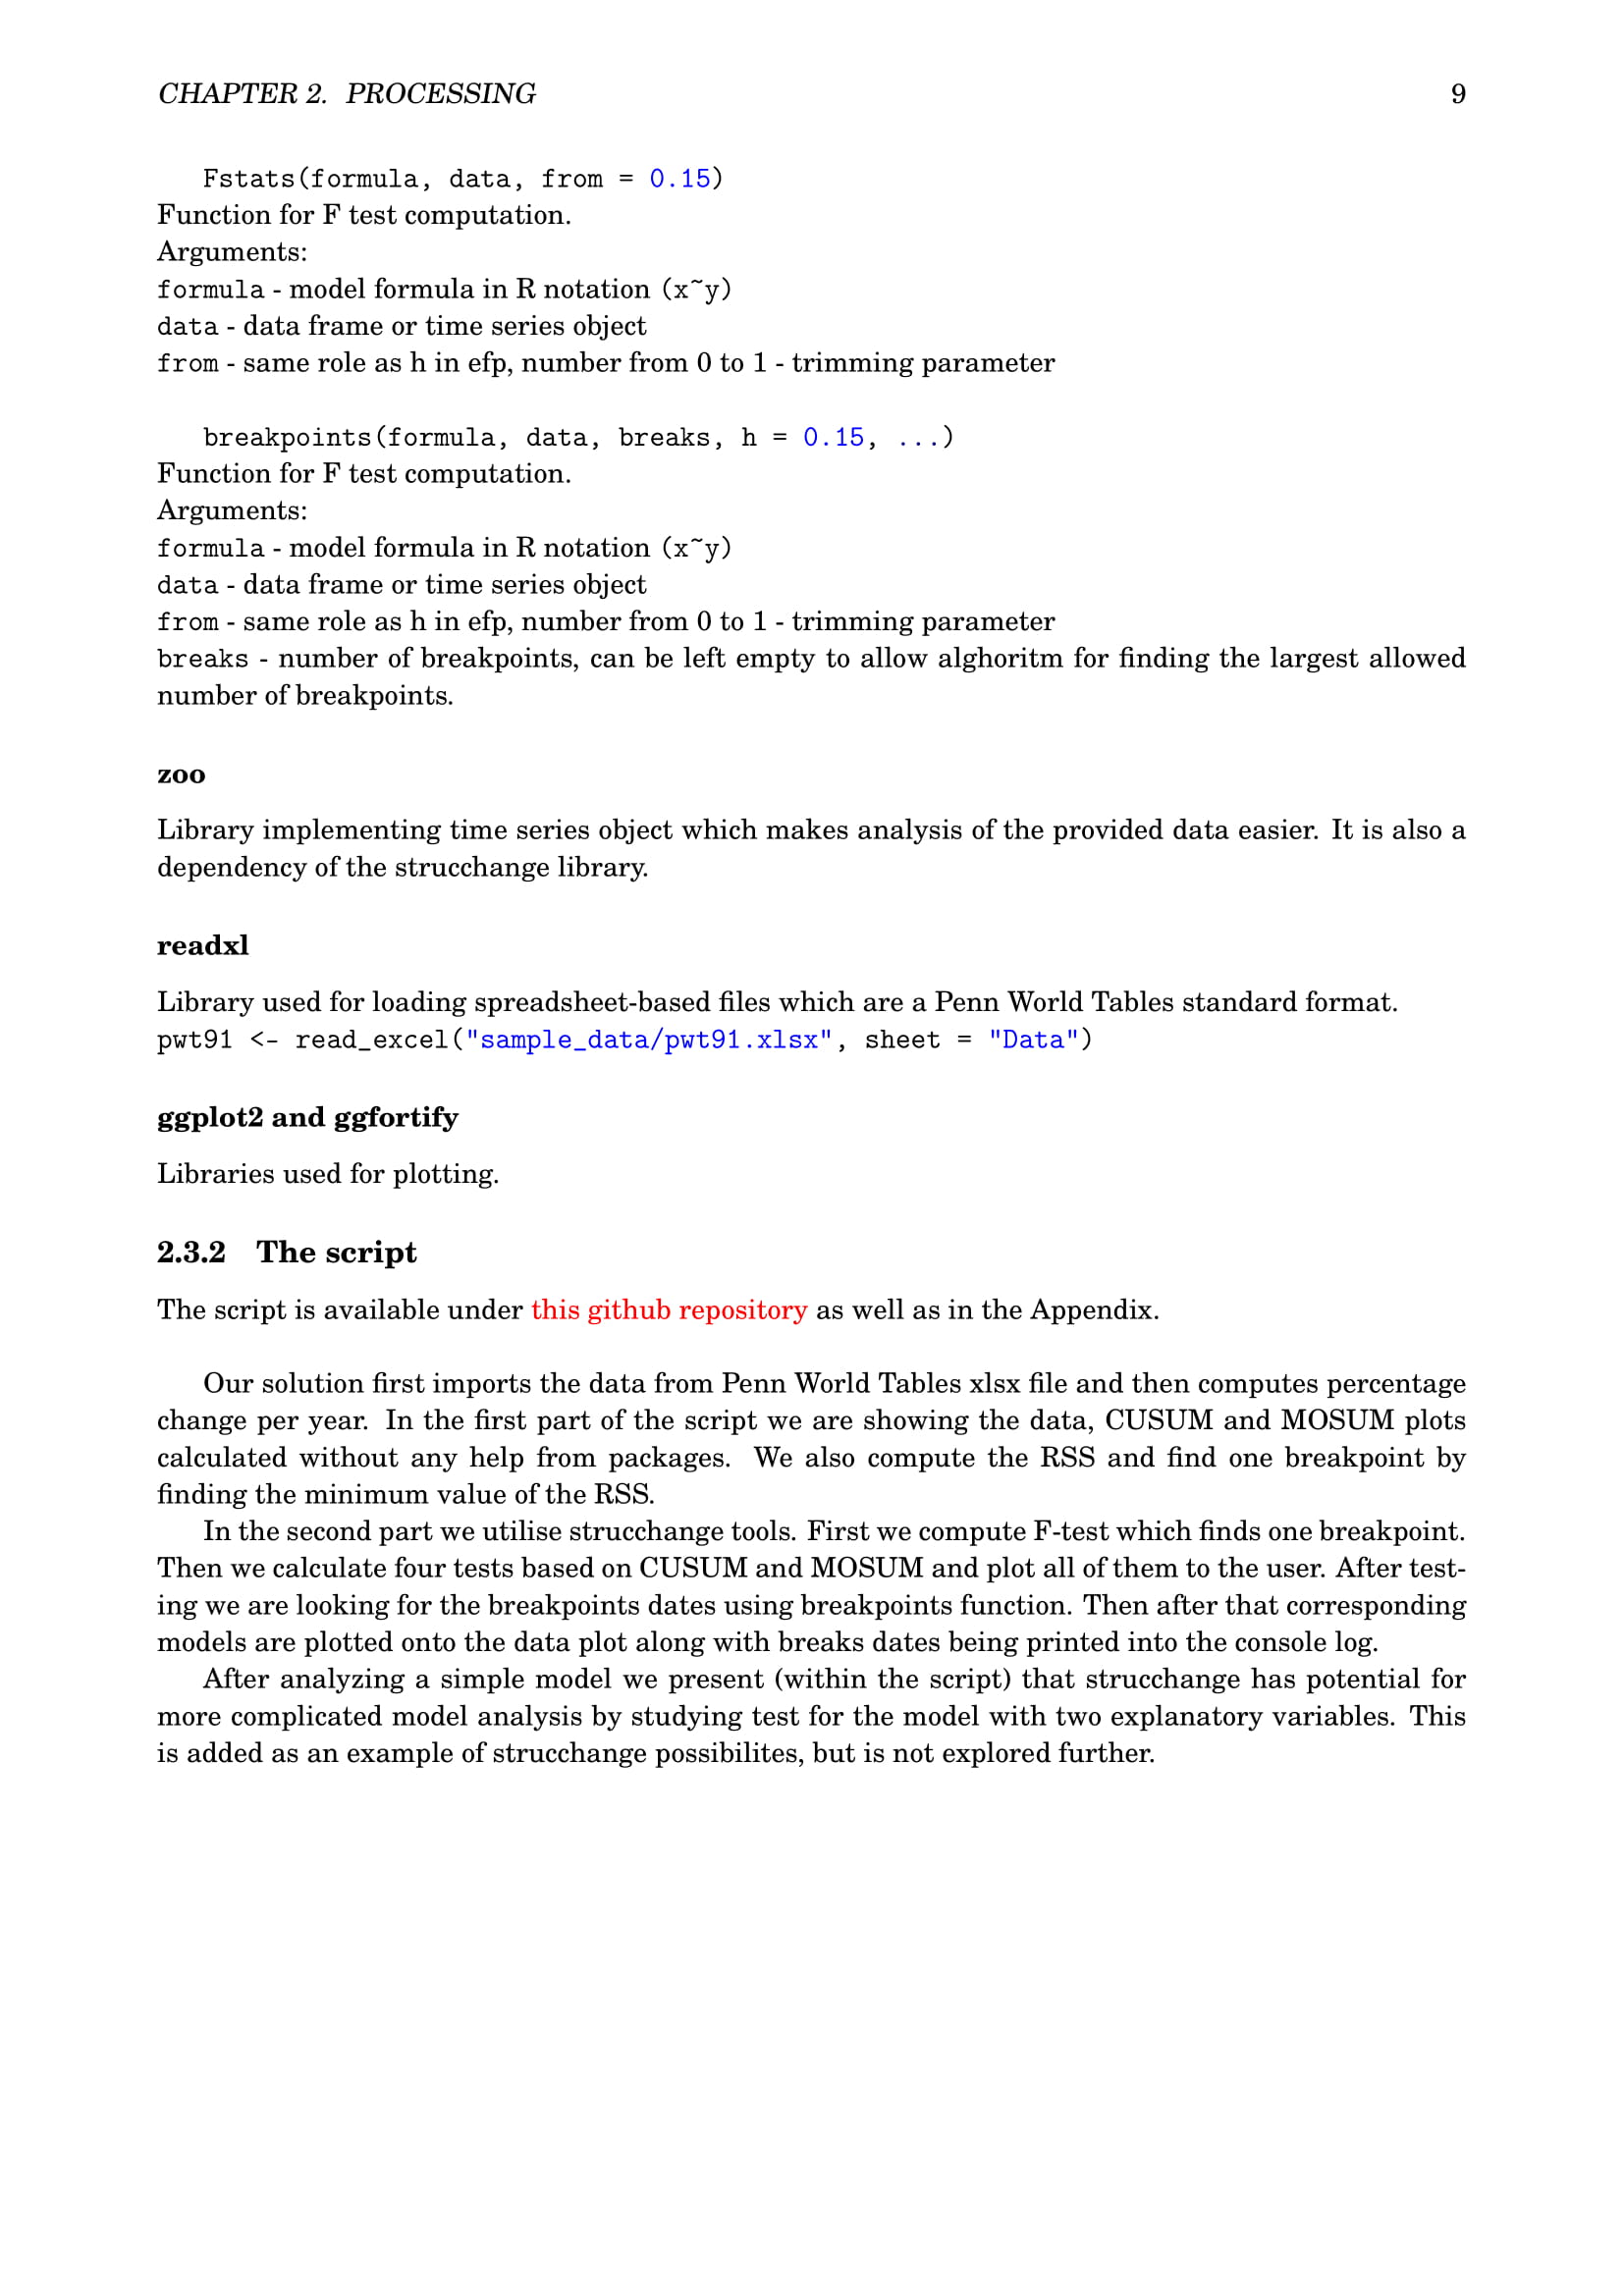 CHAPTER 2. PROCESSING 9
Fstats(formula, data, from = 0.15)
Function for F test computation.
Arguments:
formula - model formula in R notation (x~y)
data - data frame or time series object
from - same role as h in efp, number from 0 to 1 - trimming parameter
breakpoints(formula, data, breaks, h = 0.15, ...)
Function for F test computation.
Arguments:
formula - model formula in R notation (x~y)
data - data frame or time series object
from - same role as h in efp, number from 0 to 1 - trimming parameter
breaks - number of breakpoints, can be left empty to allow alghoritm for finding the largest allowed
number of breakpoints.
zoo
Library implementing time series object which makes analysis of the provided data easier. It is also a
dependency of the strucchange library.
readxl
Library used for loading spreadsheet-based files which are a Penn World Tables standard format.
pwt91 <- read_excel("sample_data/pwt91.xlsx", sheet = "Data")
ggplot2 and ggfortify
Libraries used for plotting.
2.3.2 The script
The script is available under this github repository as well as in the Appendix.
Our solution first imports the data from Penn World Tables xlsx file and then computes percentage
change per year. In the first part of the script we are showing the data, CUSUM and MOSUM plots
calculated without any help from packages. We also compute the RSS and find one breakpoint by
finding the minimum value of the RSS.
In the second part we utilise strucchange tools. First we compute F-test which finds one breakpoint.
Then we calculate four tests based on CUSUM and MOSUM and plot all of them to the user. After test-
ing we are looking for the breakpoints dates using breakpoints function. Then after that corresponding
models are plotted onto the data plot along with breaks dates being printed into the console log.
After analyzing a simple model we present (within the script) that strucchange has potential for
more complicated model analysis by studying test for the model with two explanatory variables. This
is added as an example of strucchange possibilites, but is not explored further.